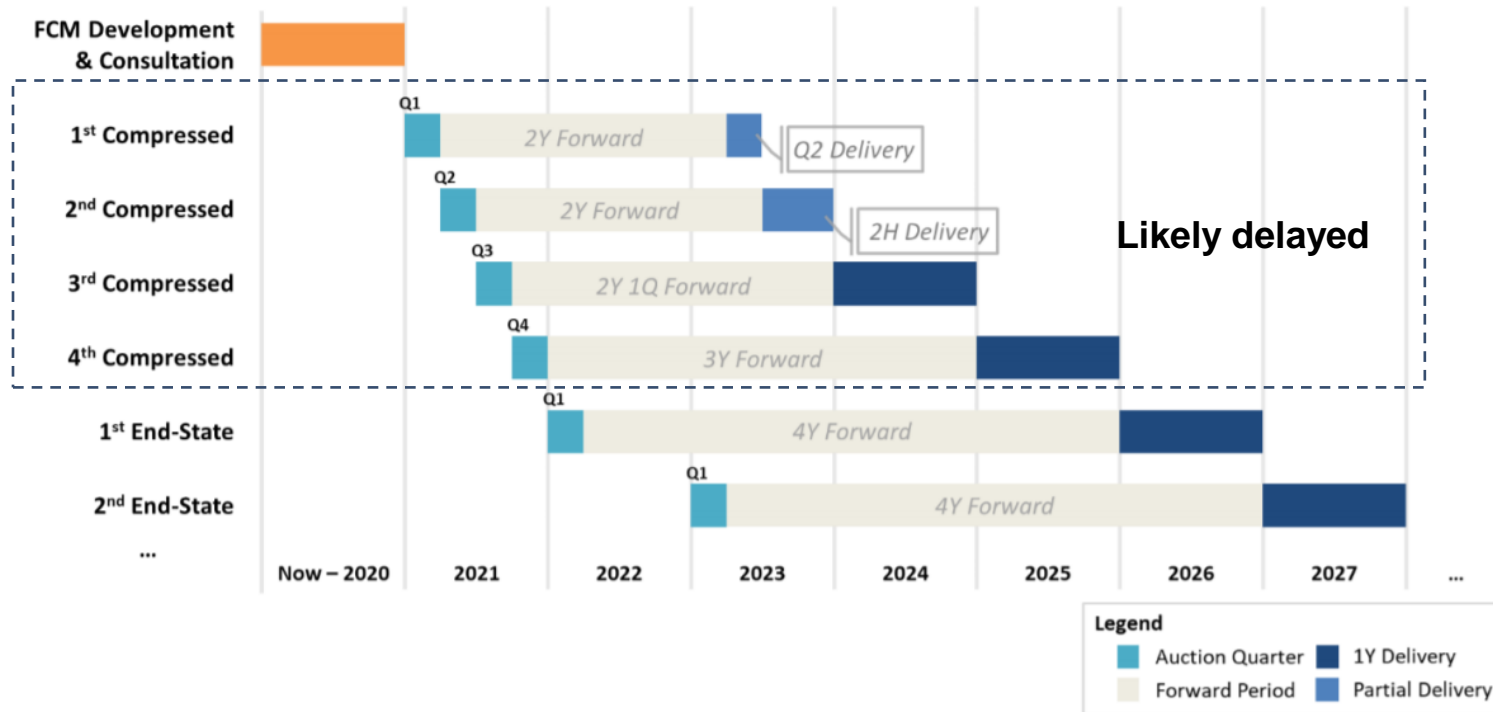 FCM Development
& Consultation
Q1
1st Compressed
2Y Forward
Q2 Delivery
Q2
2nd Compressed
2Y Forward
2H Delivery
Likely delayed
Q3
3rd Compressed
2Y 1Q Forward
Q4
4th Compressed
3Y Forward
Q1
1st End-State
4Y Forward
Q1
2nd End-State
4Y Forward
...
Now – 2020 2021 2022 2023 2024 2025 2026 2027 ...
Legend
Auction Quarter 1Y Delivery
Forward Period Partial Delivery